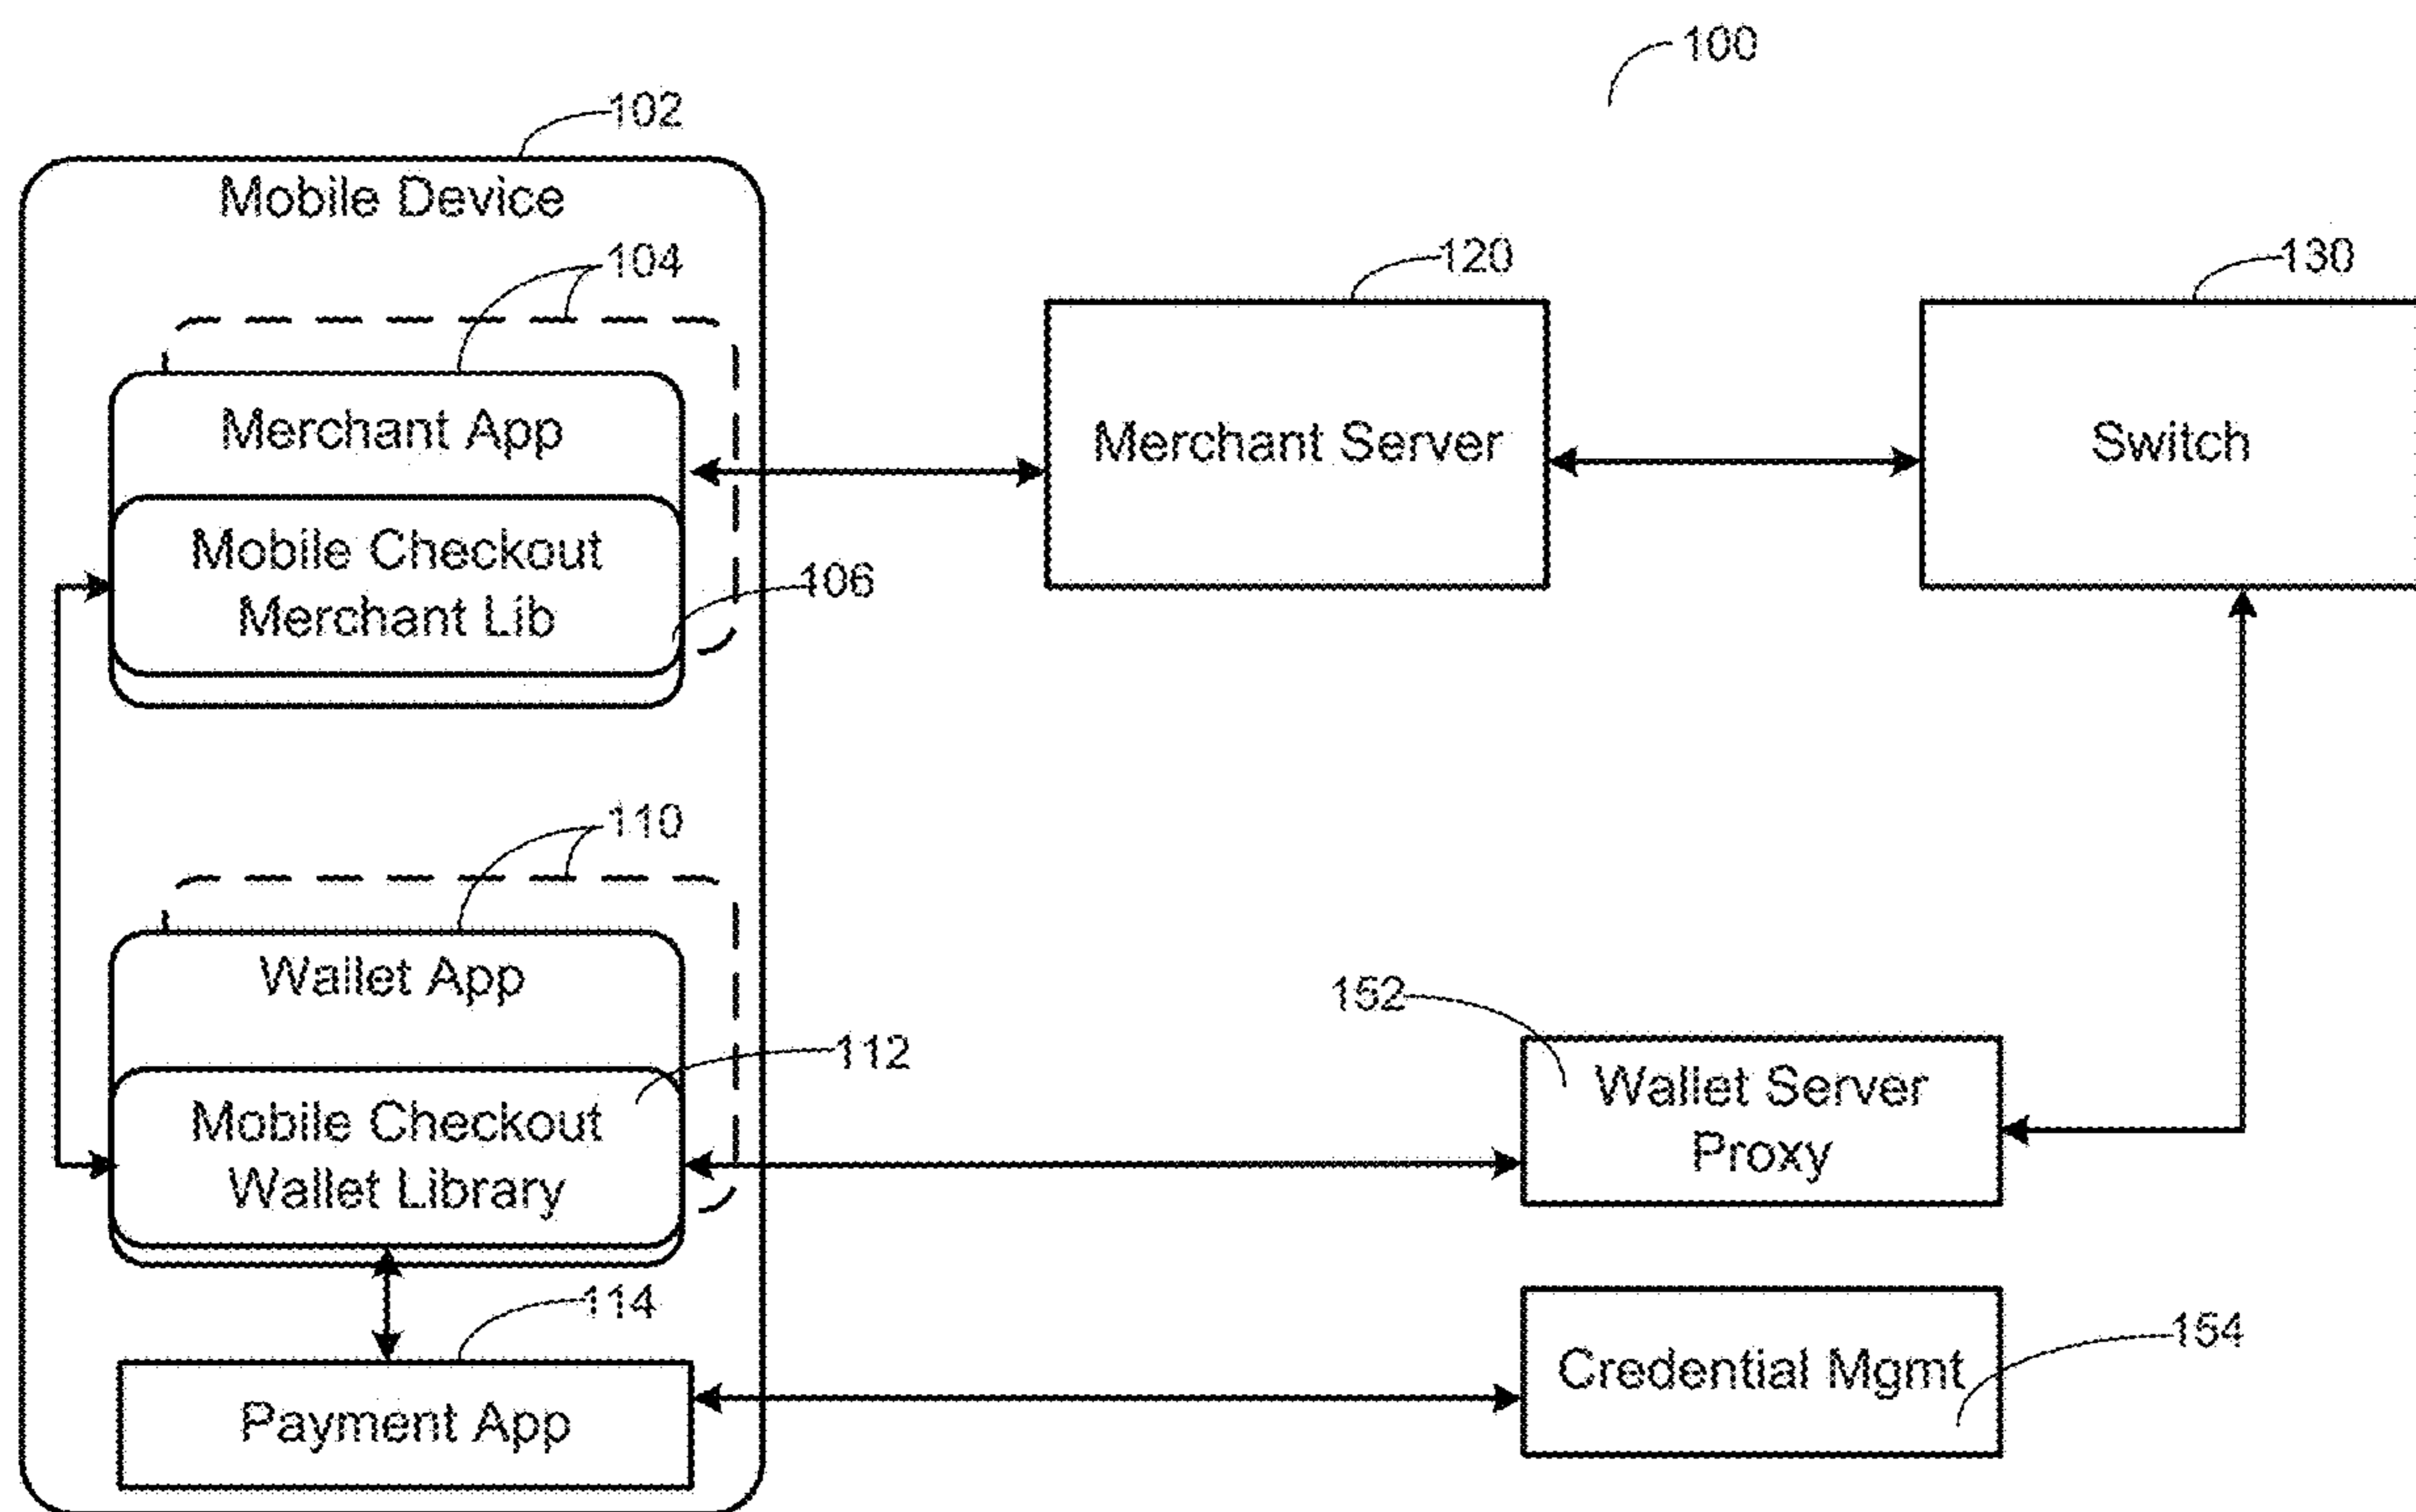 100
102
Mobile Device
104
120
130
Merchant App
Merchant Server
Switch
Mobile Checkout
Merchant Lib
106
110
Wallet App
152
112
Wallet Server
Proxy
Mobile Checkout
Wallet Library
114
154
Credential Mgmt
Payment App